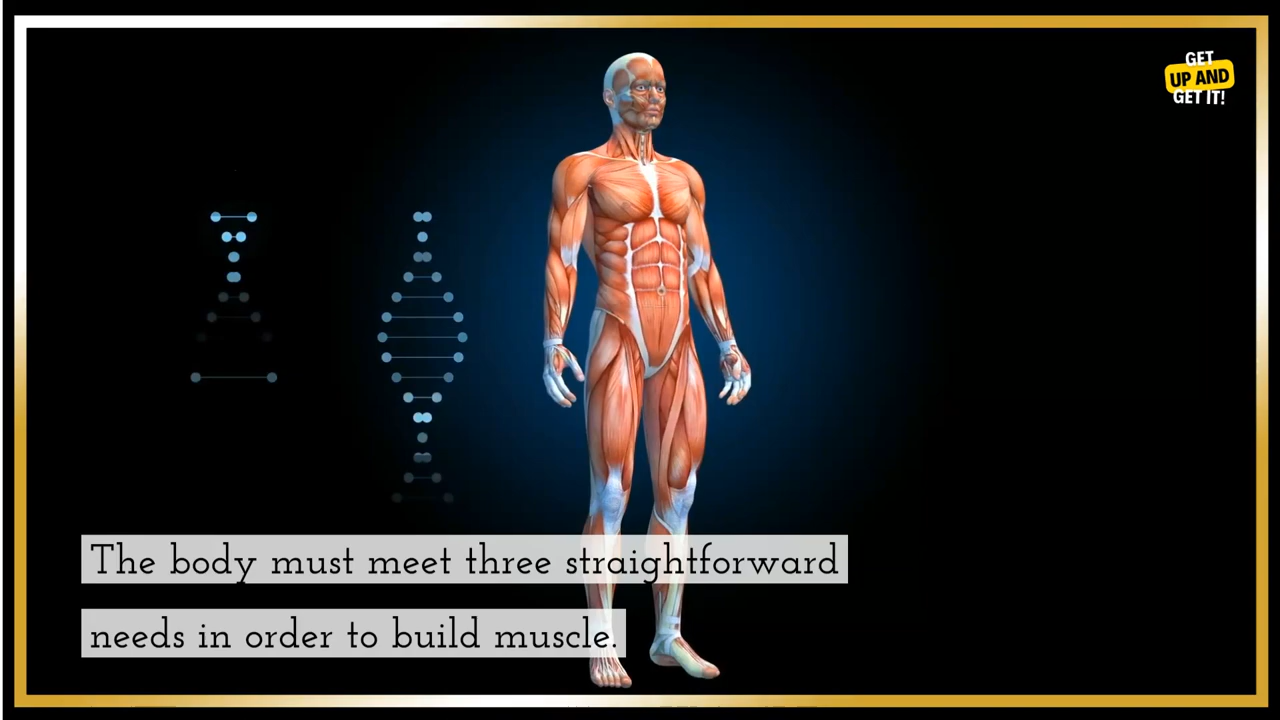 GET
UP AND
GET IT!
The body must meet three straightforward
needs in order to build muscle.